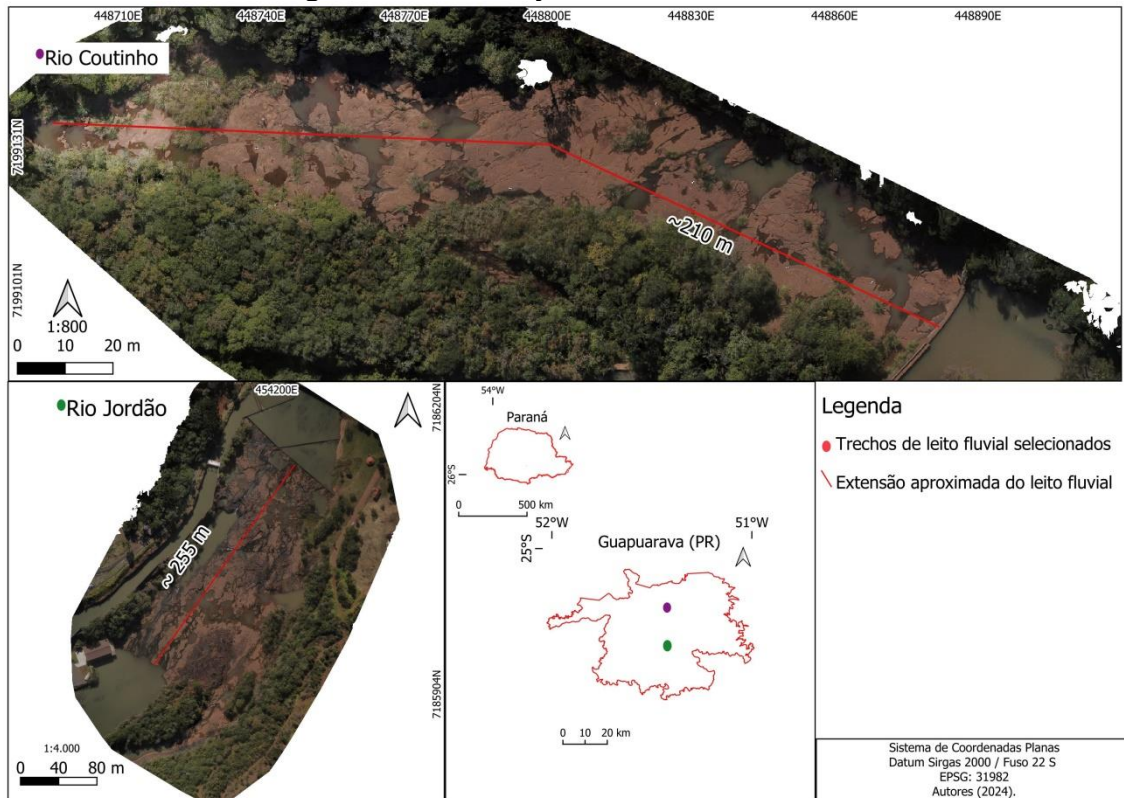 448710E 448740E 448770E 448800E 448830E 448860E 448890E
Rio Coutinho
7199131N
~210 m
7199101N
1:800
0 10 20 m
454200E
Rio Jordão
7186204N
~ 255 m
7185904N
1:4.000
0 40 80 m
54°W
Paraná
26°S
0 500 km
52°W
51°W
25°S
Guapuarava (PR)
0 10 20 km
Legenda
Trechos de leito fluvial selecionados
Extensão aproximada do leito fluvial
Sistema de Coordenadas Planas
Datum Sirgas 2000 / Fuso 22 S
EPSG: 31982
Autores (2024).